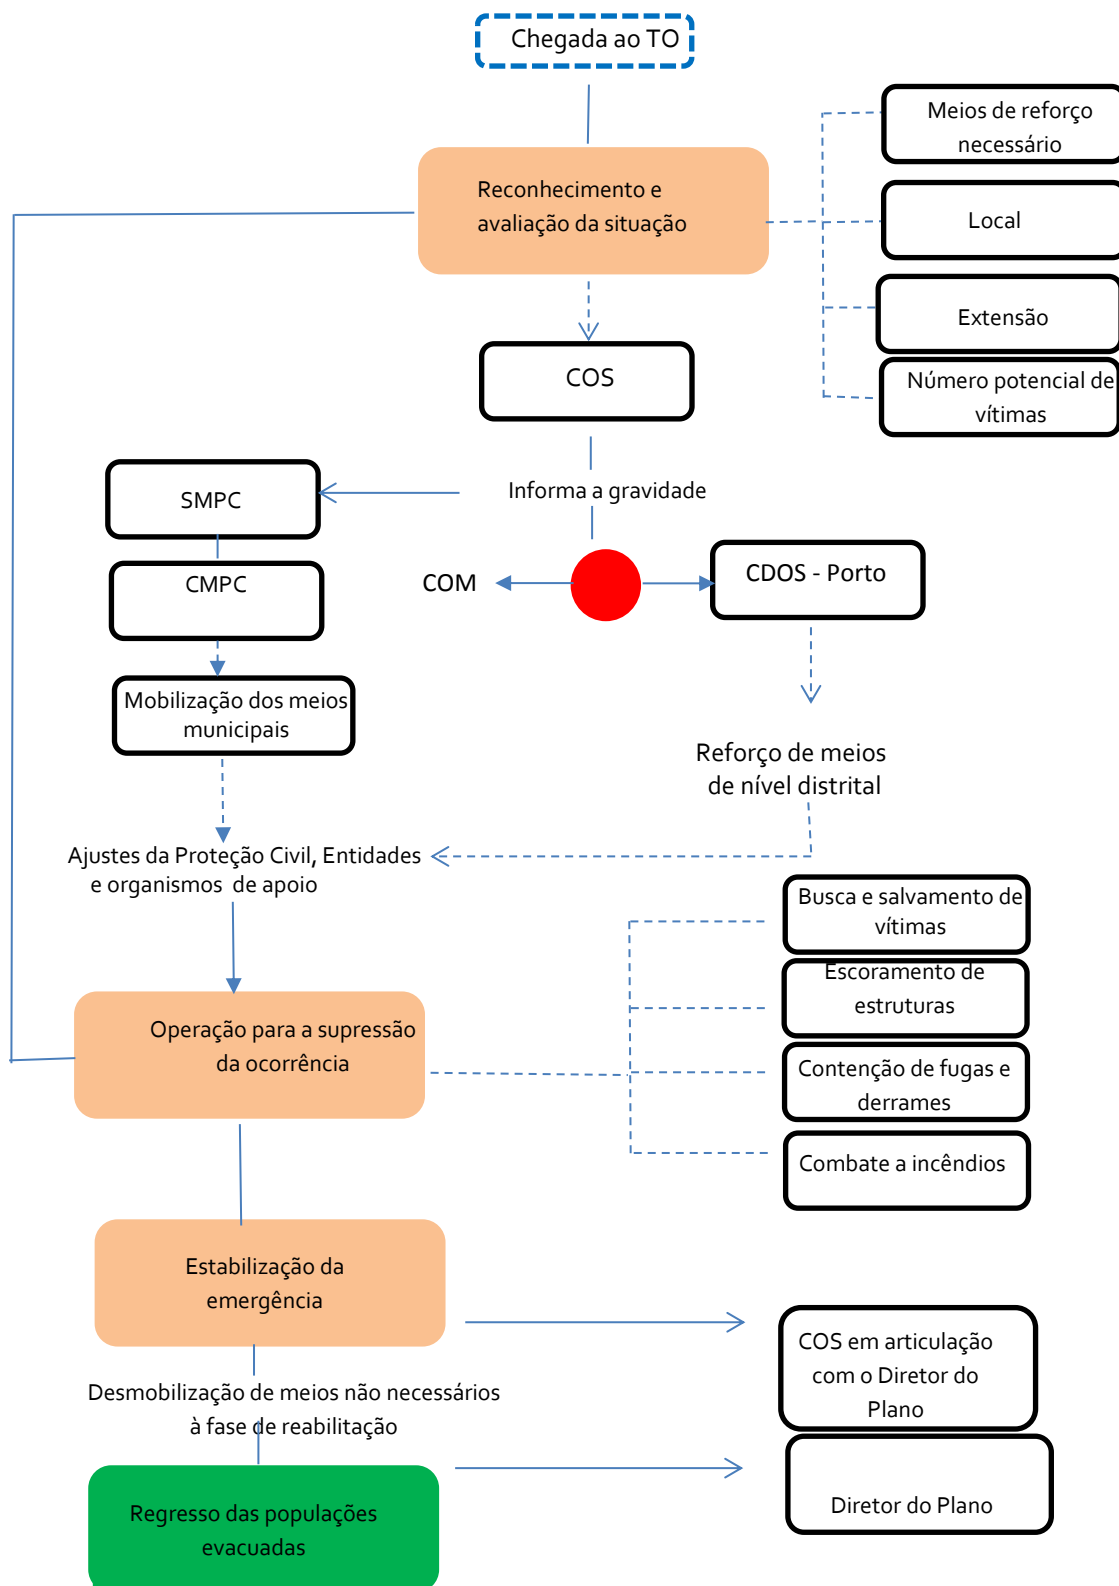 Chegada ao TO
Meios de reforço
necessário
Reconhecimento e
avaliação da situação
Local
Extensão
COS
Número potencial de
vítimas
SMPC
Informa a gravidade
CMPC
COM
CDOS - Porto
Mobilização dos meios
municipais
Reforço de meios
de nível distrital
Ajustes da Proteção Civil, Entidades
e organismos de apoio
Busca e salvamento de
vítimas
Escoramento de
estruturas
Operação para a supressão
da ocorrência
Contenção de fugas e
derrames
Combate a incêndios
Estabilização da
emergência
COS em articulação
com o Diretor do
Plano
Desmobilização de meios não necessários
à fase de reabilitação
Diretor do Plano
Regresso das populações
evacuadas